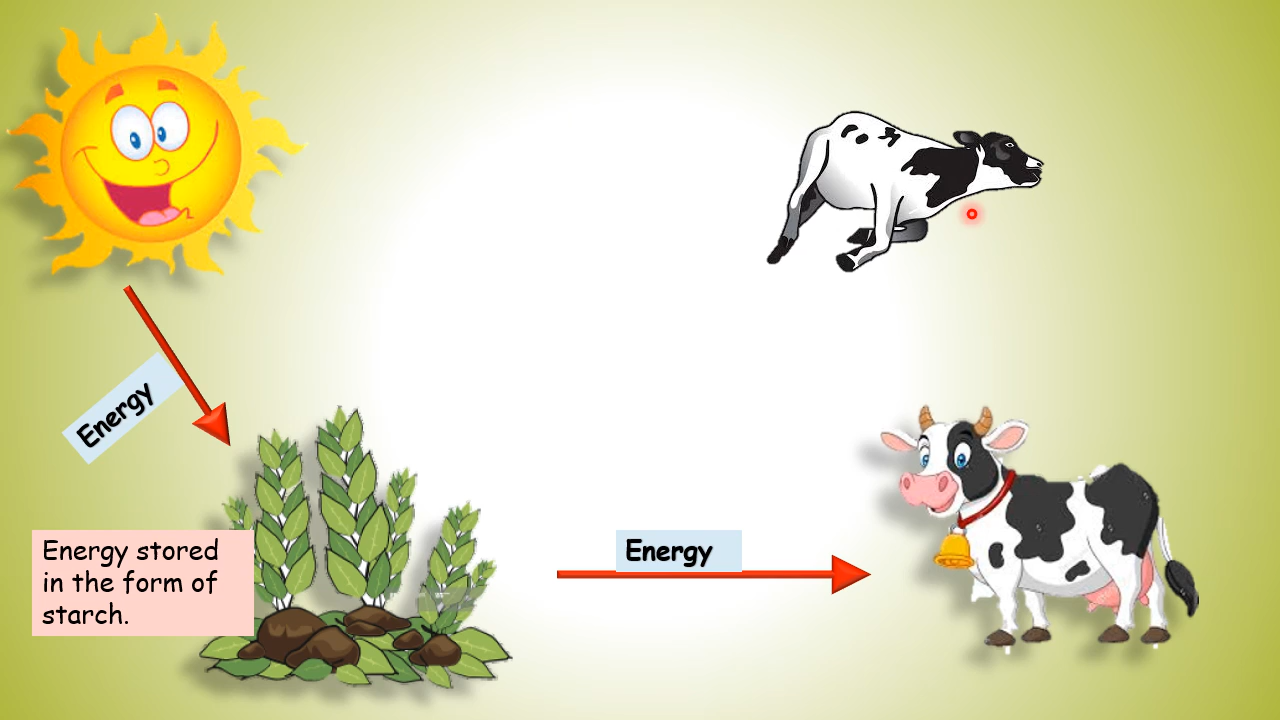 Energy
Energy stored
in the form of
starch.
Energy